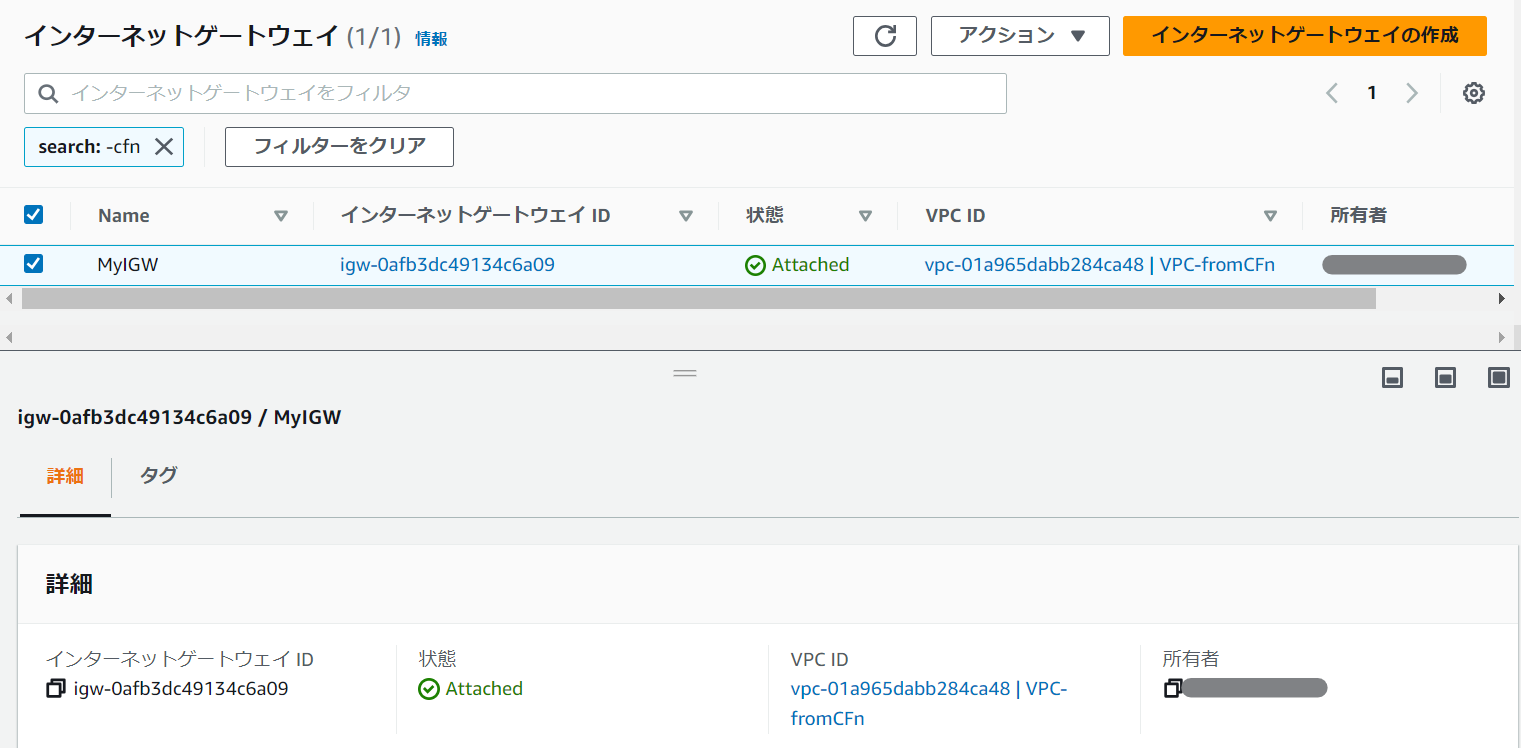 インターネットゲートウェイ (1/1) 情報
アクション
インターネットゲートウェイの作成
インターネットゲートウェイをフィルタ
1
search: -cfn
フィルターをクリア
Name インターネットゲートウェイ ID 状態 VPC ID 所有者
MyIGW igw-0afb3dc49134c6a09 Attached vpc-01a965dabb284ca48 | VPC-fromCFn
igw-0afb3dc49134c6a09 / MyIGW
詳細 タグ
詳細
インターネットゲートウェイ ID 状態 VPC ID 所有者
igw-0afb3dc49134c6a09 Attached vpc-01a965dabb284ca48 | VPC-
fromCFn